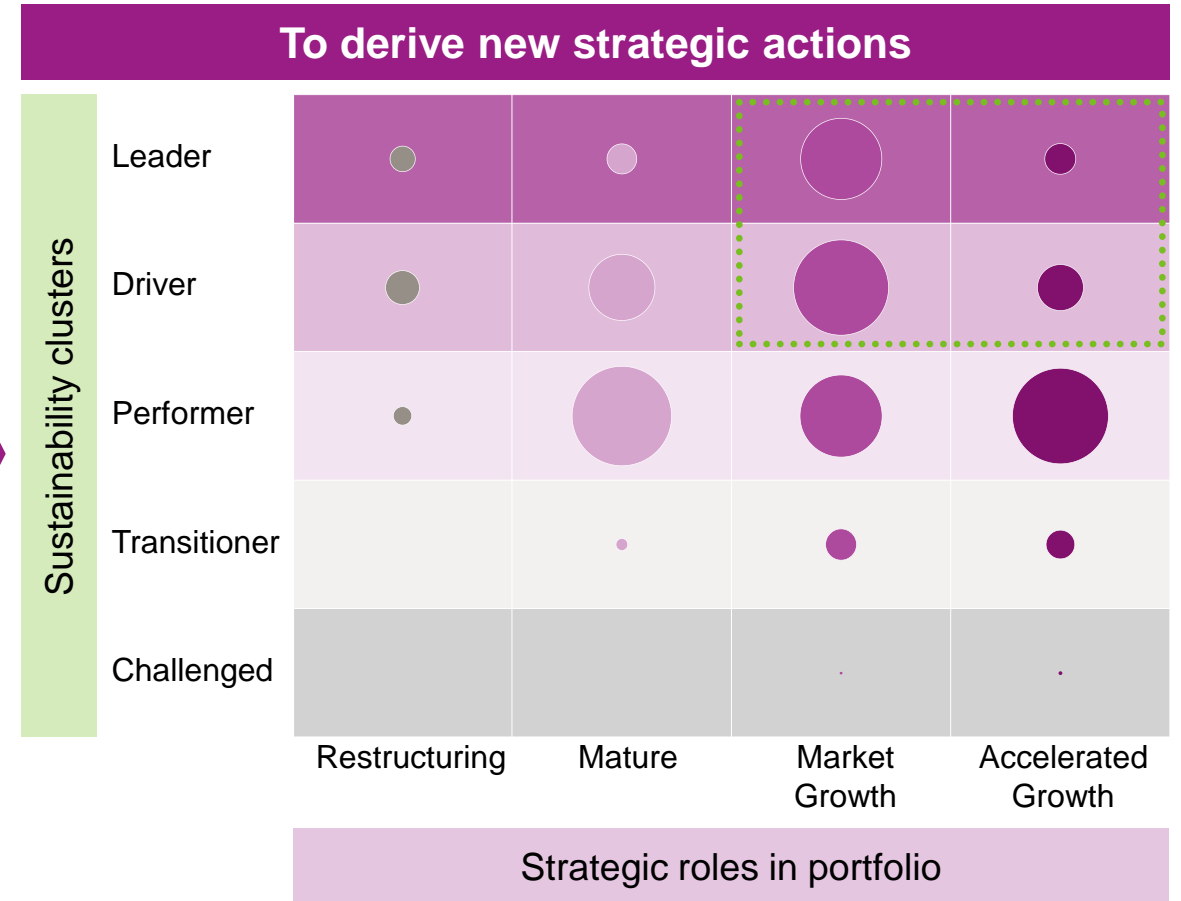 To derive new strategic actions
Sustainability clusters
Leader
Driver
Performer
Transitioner
Challenged
Restructuring
Mature
Market
Growth
Accelerated
Growth
Strategic roles in portfolio